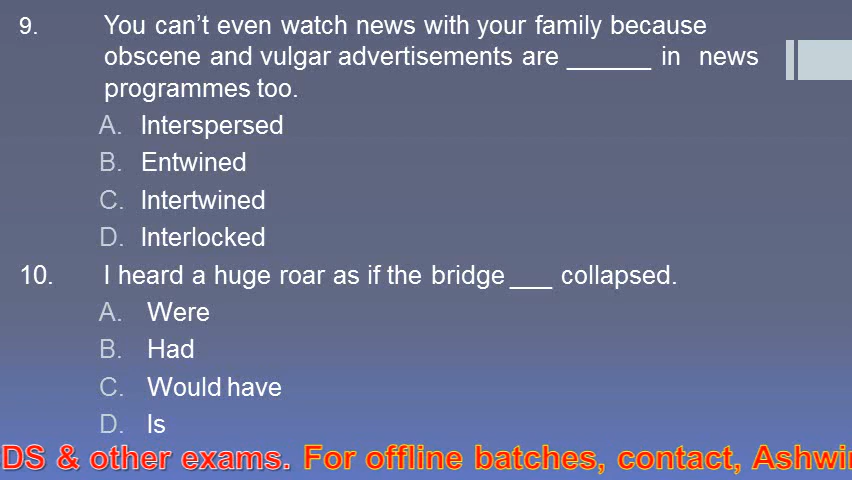 9. You can't even watch news with your family because
obscene and vulgar advertisements are ______ in news
programmes too.
A. Interspersed
B. Entwined
C. Intertwined
D. Interlocked
10. I heard a huge roar as if the bridge ___ collapsed.
A. Were
B. Had
C. Would have
D. Is
DS & other exams. For offline batches, contact, Ashwi